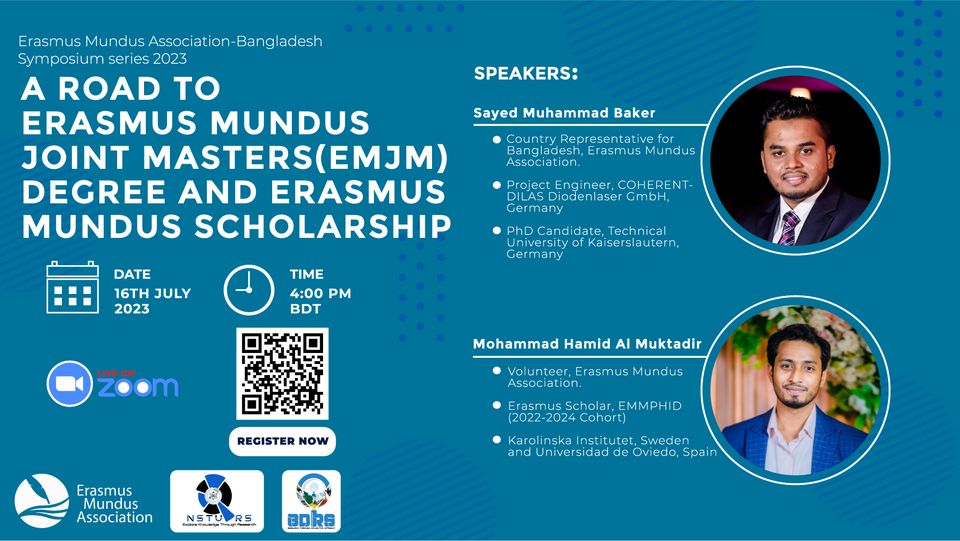 Erasmus Mundus Association-Bangladesh
Symposium series 2023
A ROAD TO
ERASMUS MUNDUS
JOINT MASTERS(EMJM)
DEGREE AND ERASMUS
MUNDUS SCHOLARSHIP
DATE
16TH JULY
2023
TIME
4:00 PM
BDT
LIVE ON
zoom
REGISTER NOW
Erasmus
Mundus
Association
NSTU RS
Explore Knowledge Through Research
BDRS
SPEAKERS:
Sayed Muhammad Baker
Country Representative for
Bangladesh, Erasmus Mundus
Association.
Project Engineer, COHERENT-
DILAS Diodenlaser GmbH,
Germany
PhD Candidate, Technical
University of Kaiserslautern,
Germany
Mohammad Hamid Al Muktadir
Volunteer, Erasmus Mundus
Association.
Erasmus Scholar, EMMPHID
(2022-2024 Cohort)
Karolinska Institutet, Sweden
and Universidad de Oviedo, Spain